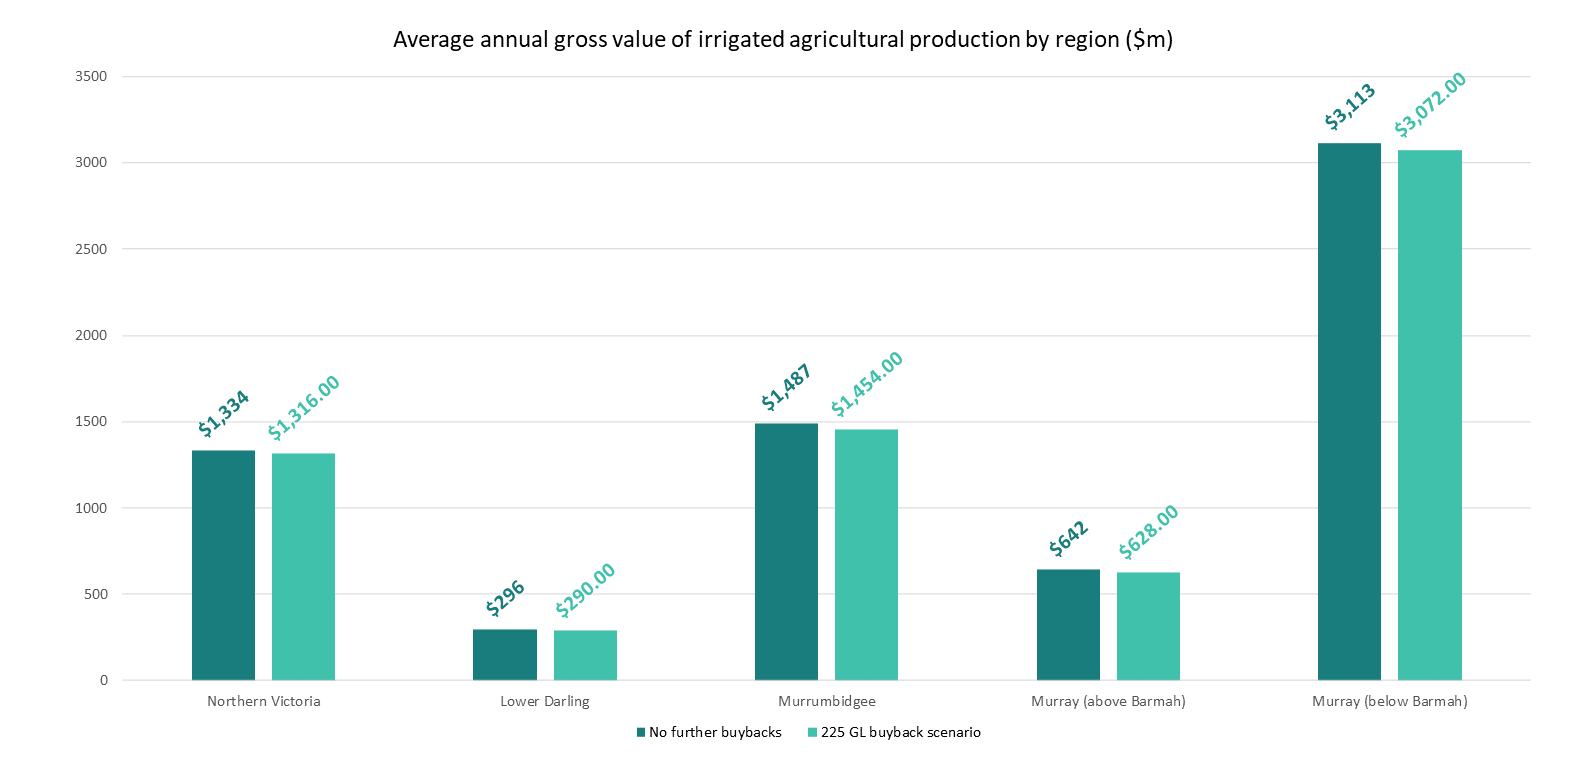 Average annual gross value of irrigated agricultural production by region ($m)
3500
3000
2500
2000
1500
1000
500
0
$1,334
$1,316.00
$296
$290.00
$1,487
$1,454.00
$642
$628.00
$3,113
$3,072.00
Northern Victoria
Lower Darling
Murrumbidgee
Murray (above Barmah)
Murray (below Barmah)
No further buybacks
225 GL buyback scenario